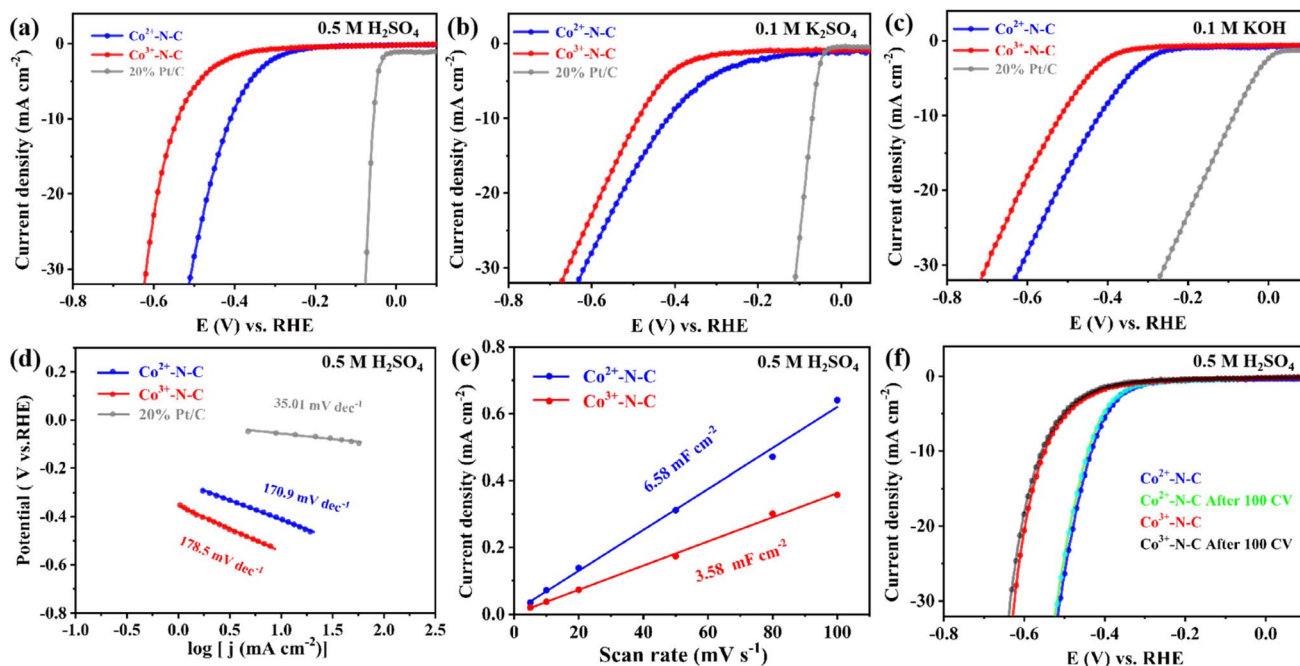 (a)
0.5 M H₂SO₄
Co²⁺-N-C
Co³⁺-N-C
20% Pt/C
0
-10
-20
-30
Current density (mA cm⁻²)
-0.8 -0.6 -0.4 -0.2 0.0
E (V) vs. RHE
(b)
0.1 M K₂SO₄
Co²⁺-N-C
Co³⁺-N-C
20% Pt/C
0
-10
-20
-30
Current density (mA cm⁻²)
-0.8 -0.6 -0.4 -0.2 0.0
E (V) vs. RHE
(c)
0.1 M KOH
Co²⁺-N-C
Co³⁺-N-C
20% Pt/C
0
-10
-20
-30
Current density (mA cm⁻²)
-0.8 -0.6 -0.4 -0.2 0.0
E (V) vs. RHE
(d)
0.5 M H₂SO₄
Co²⁺-N-C
Co³⁺-N-C
20% Pt/C
35.01 mV dec⁻¹
170.9 mV dec⁻¹
178.5 mV dec⁻¹
0.2
0.0
-0.2
-0.4
-0.6
-0.8
Potential ( V vs.RHE)
-1.0 -0.5 0.0 0.5 1.0 1.5 2.0 2.5
log [ j (mA cm⁻²)]
(e)
0.5 M H₂SO₄
Co²⁺-N-C
Co³⁺-N-C
6.58 mF cm⁻²
3.58 mF cm⁻²
0.8
0.6
0.4
0.2
0.0
Current density (mA cm⁻²)
0 20 40 60 80 100
Scan rate (mV s⁻¹)
(f)
0.5 M H₂SO₄
Co²⁺-N-C
Co²⁺-N-C After 100 CV
Co³⁺-N-C
Co³⁺-N-C After 100 CV
0
-10
-20
-30
Current density (mA cm⁻²)
-0.8 -0.6 -0.4 -0.2 0.0
E (V) vs. RHE